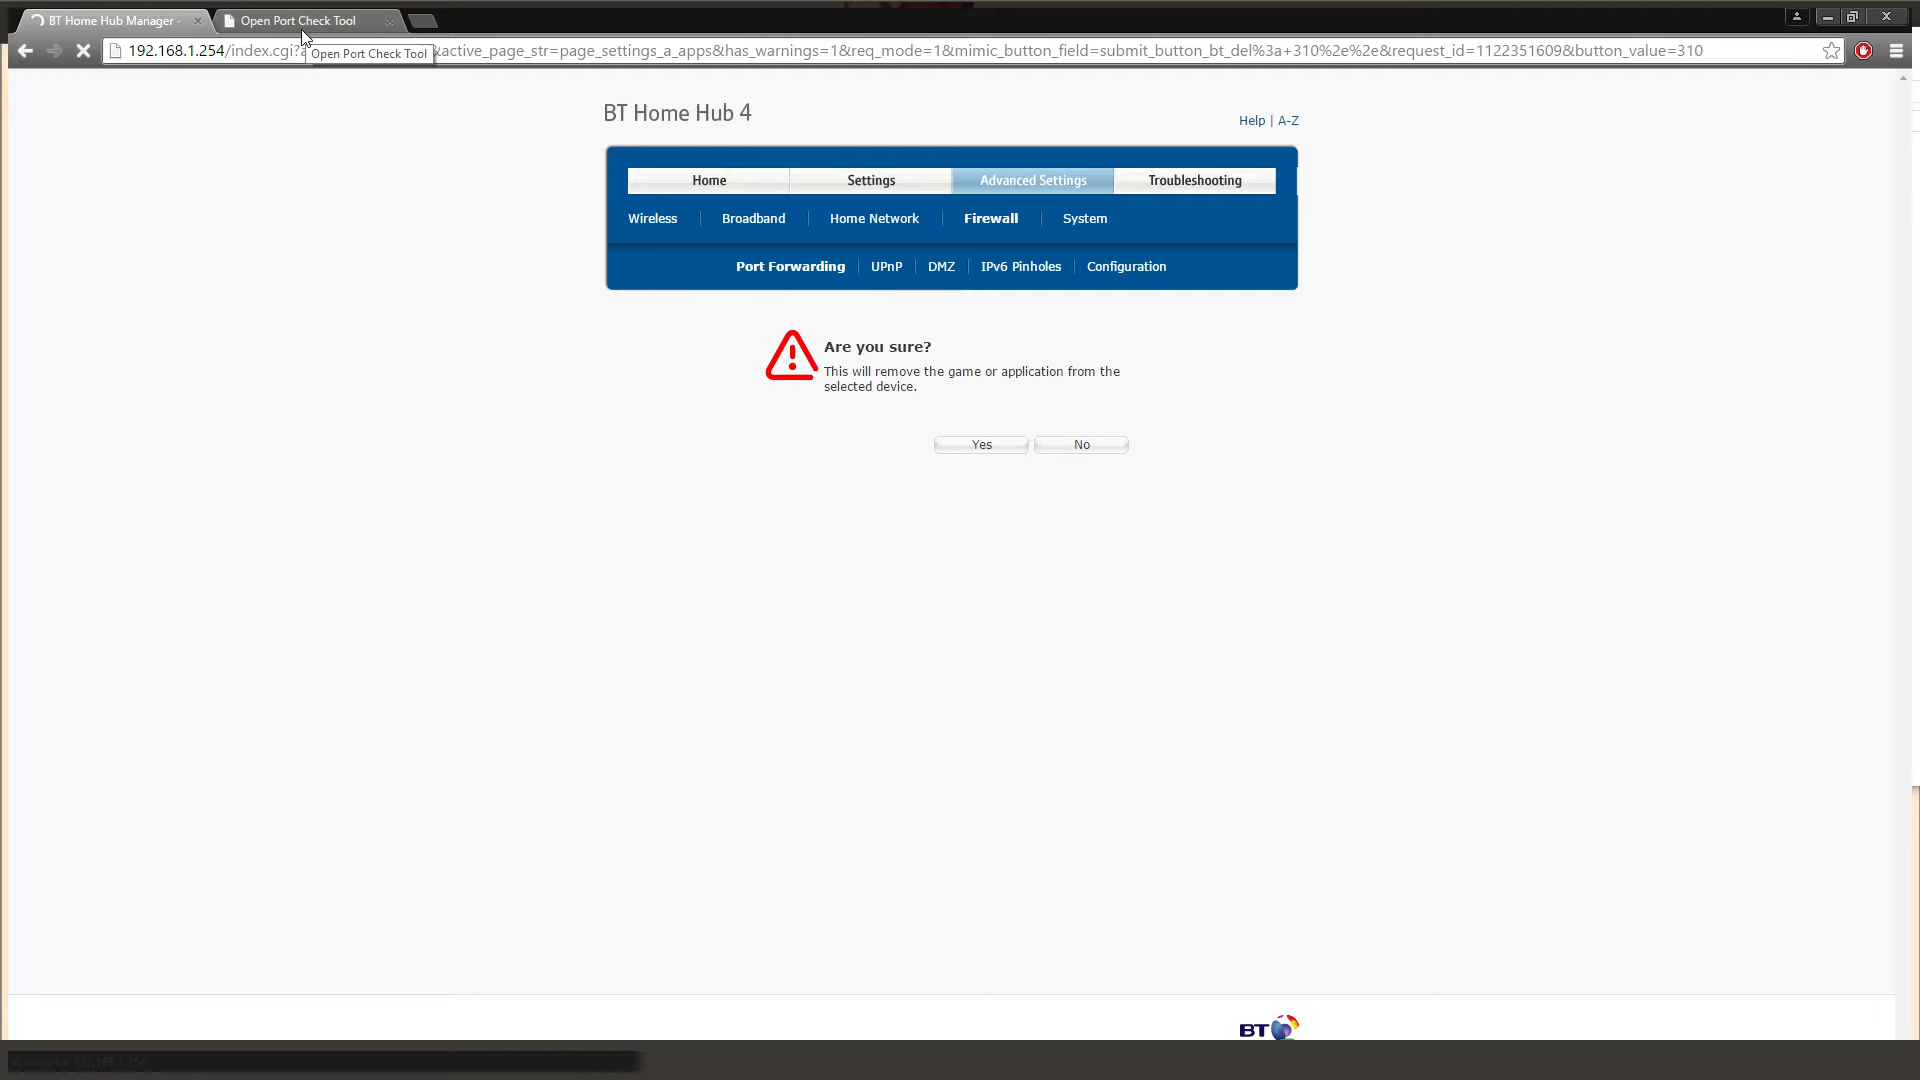 BT Home Hub Manager -
Open Port Check Tool
192.168.1.254/index.cgi?
&active_page_str=page_settings_a_apps&has_warnings=1&req_mode=1&mimic_button_field=submit_button_bt_del%3a+310%2e%2e&request_id=1122351609&button_value=310
Open Port Check Tool
BT Home Hub 4
Help | A-Z
Home
Settings
Advanced Settings
Troubleshooting
Wireless
Broadband
Home Network
Firewall
System
Port Forwarding
UPnP
DMZ
IPv6 Pinholes
Configuration
Are you sure?
This will remove the game or application from the
selected device.
Yes
No
BT